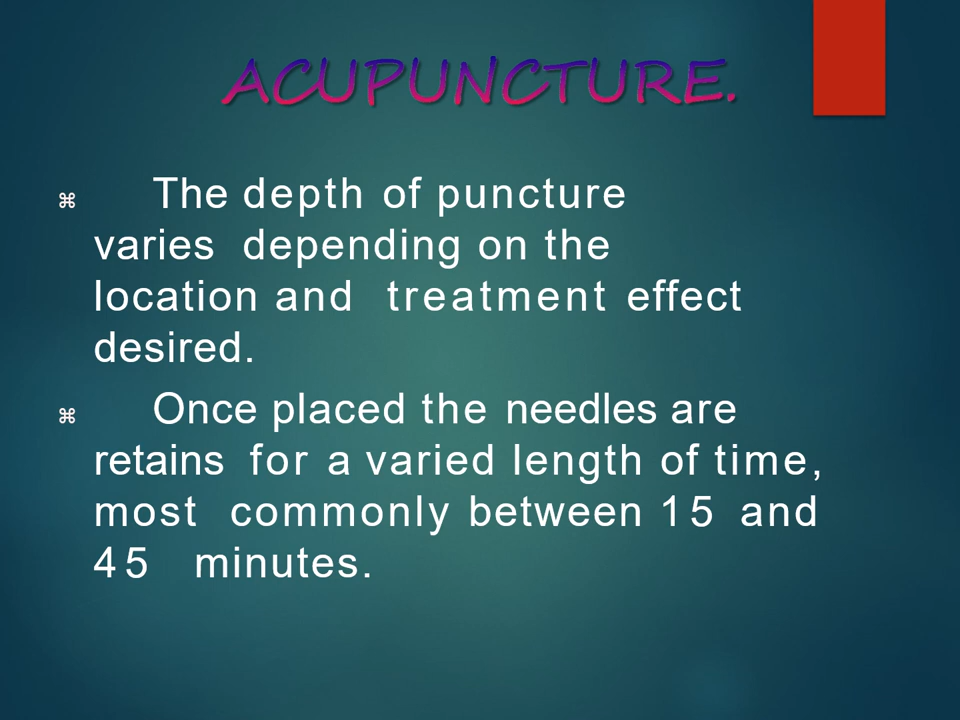 ACUPUNCTURE.
⌘ The depth of puncture
varies depending on the
location and treatment effect
desired.
⌘ Once placed the needles are
retains for a varied length of time,
most commonly between 15 and
45 minutes.